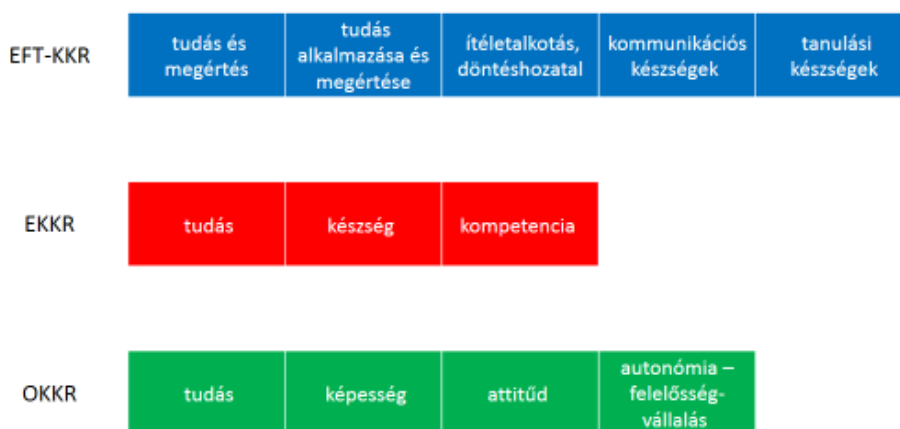 EFT-KKR
tudás és
megértés
tudás
alkalmazása és
megértése
ítéletalkotás,
döntéshozatal
kommunikációs
készségek
tanulási
készségek
EKKR
tudás
készség
kompetencia
OKKR
tudás
képesség
attitűd
autonómia –
felelősség-
vállalás